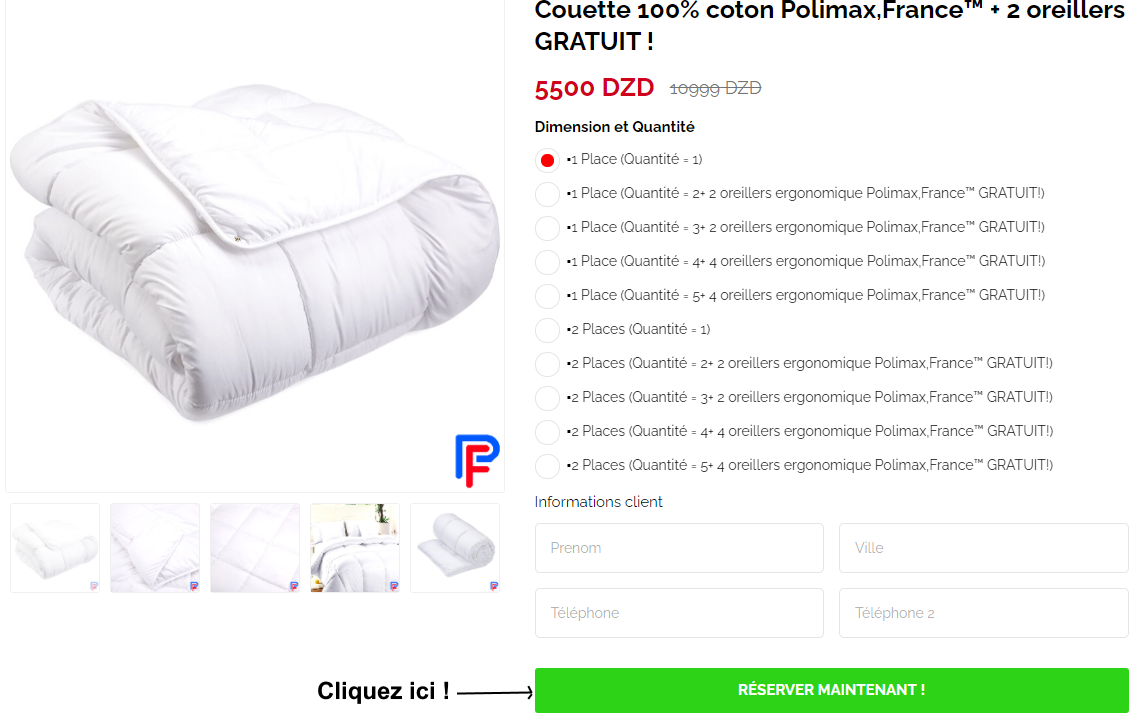 Couette 100% coton Polimax,France™ + 2 oreillers
GRATUIT !
5500 DZD 10999 DZD
Dimension et Quantité
▪1 Place (Quantité = 1)
▪1 Place (Quantité = 2+ 2 oreillers ergonomique Polimax,France™ GRATUIT!)
▪1 Place (Quantité = 3+ 2 oreillers ergonomique Polimax,France™ GRATUIT!)
▪1 Place (Quantité = 4+ 4 oreillers ergonomique Polimax,France™ GRATUIT!)
▪1 Place (Quantité = 5+ 4 oreillers ergonomique Polimax,France™ GRATUIT!)
▪2 Places (Quantité = 1)
▪2 Places (Quantité = 2+ 2 oreillers ergonomique Polimax,France™ GRATUIT!)
▪2 Places (Quantité = 3+ 2 oreillers ergonomique Polimax,France™ GRATUIT!)
▪2 Places (Quantité = 4+ 4 oreillers ergonomique Polimax,France™ GRATUIT!)
▪2 Places (Quantité = 5+ 4 oreillers ergonomique Polimax,France™ GRATUIT!)
Informations client
Prenom Ville
Téléphone Téléphone 2
Cliquez ici ! RÉSERVER MAINTENANT !